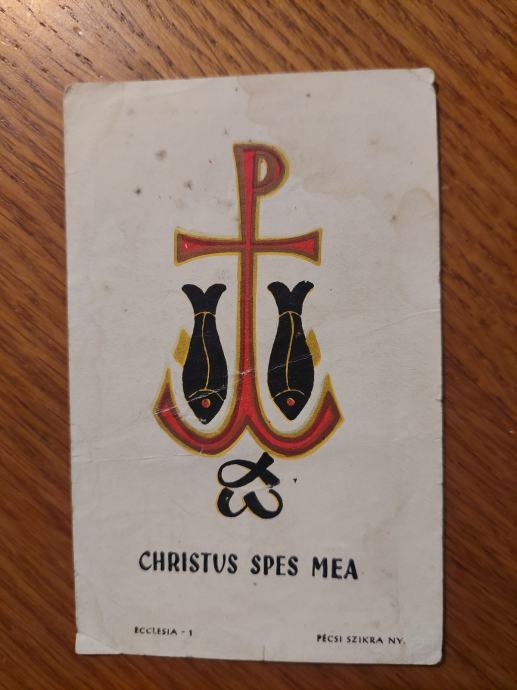 CHRISTUS SPES MEA
ECCLESIA - 1 PÉCSI SZIKRA NY.